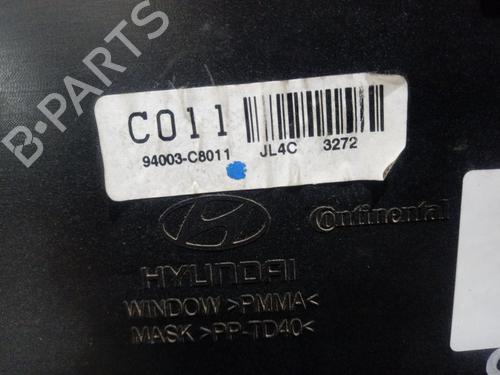 B-PARTS
C011
94003-C8011 JL4C 3272
Continental
HYUNDAI
WINDOW >PMMA<
MASK >PP-TD40<